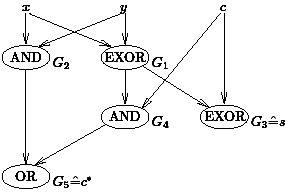 x y c
AND G₂ EXOR G₁
AND G₄ EXOR G₃≙s
OR G₅≙c*